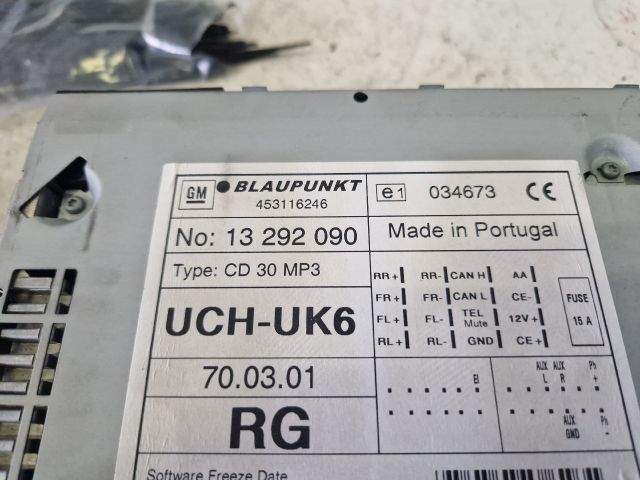 GM BLAUPUNKT
453116246
e1 034673 CE
No: 13 292 090
Made in Portugal
Type: CD 30 MP3
RR+ RR- CAN H AA
FR+ FR- CAN L CE-
FL+ FL- TEL Mute 12V+
RL+ RL- GND CE+
FUSE
15 A
UCH-UK6
70.03.01
RG
AUX AUX Ph
L R +
AUX Ph
GND -
Software Freeze Date